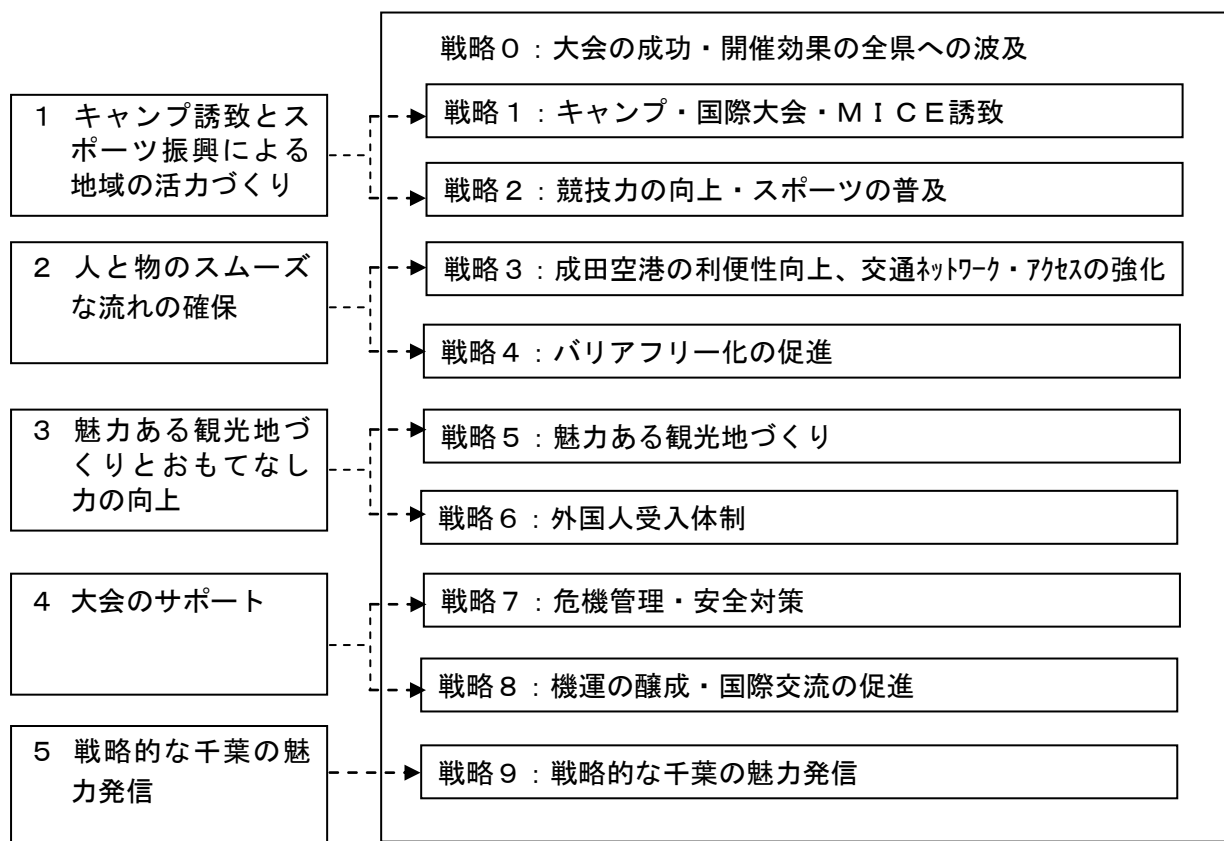 戦略０：大会の成功・開催効果の全県への波及
１ キャンプ誘致とス
ポーツ振興による
地域の活力づくり
戦略１：キャンプ・国際大会・ＭＩＣＥ誘致
戦略２：競技力の向上・スポーツの普及
２ 人と物のスムーズ
な流れの確保
戦略３：成田空港の利便性向上、交通ﾈｯﾄﾜｰｸ・ｱｸｾｽの強化
戦略４：バリアフリー化の促進
３ 魅力ある観光地づ
くりとおもてなし
力の向上
戦略５：魅力ある観光地づくり
戦略６：外国人受入体制
４ 大会のサポート
戦略７：危機管理・安全対策
戦略８：機運の醸成・国際交流の促進
５ 戦略的な千葉の魅
力発信
戦略９：戦略的な千葉の魅力発信